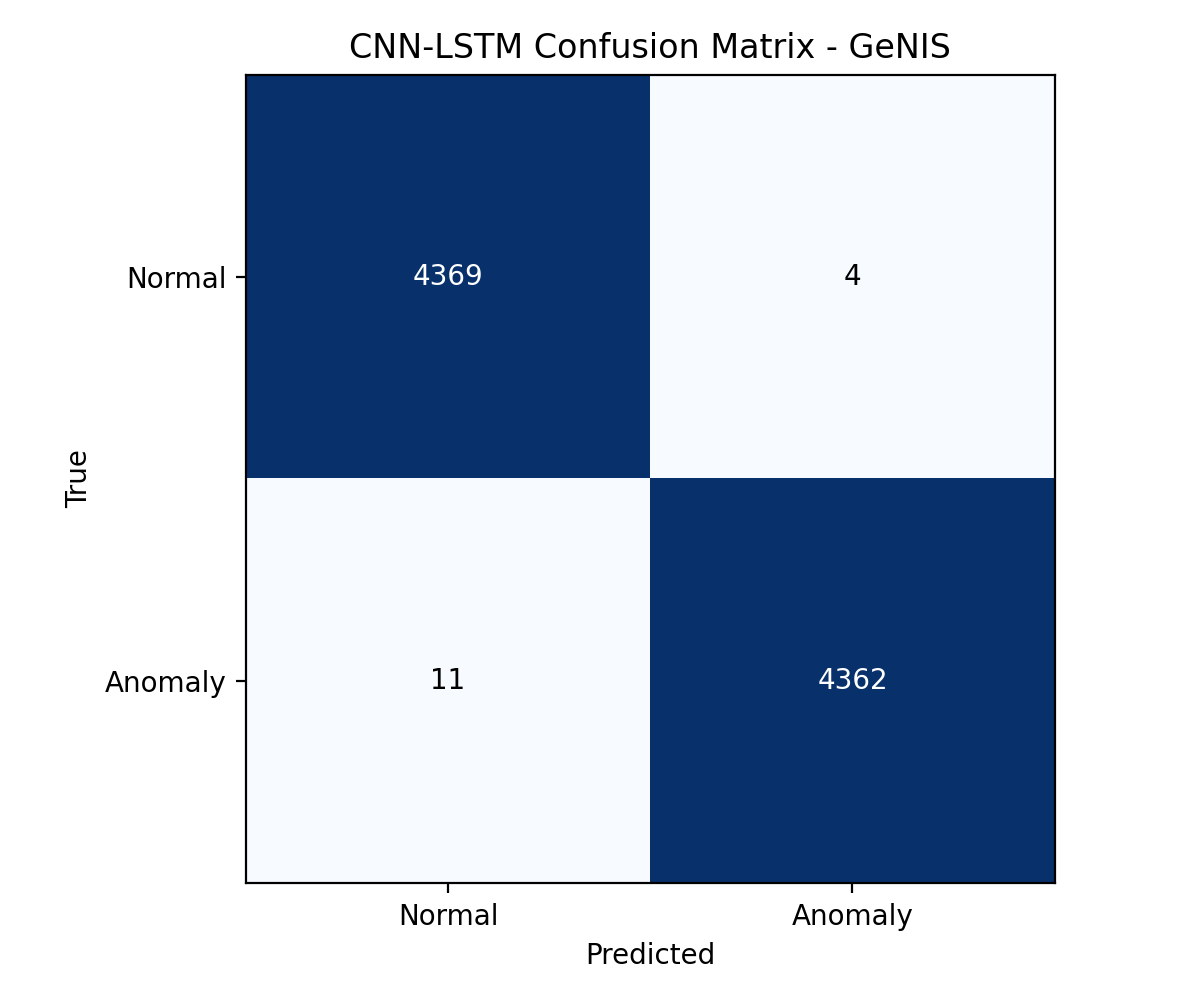 CNN-LSTM Confusion Matrix - GeNIS
Normal
4369
4
True
Anomaly
11
4362
Normal
Anomaly
Predicted